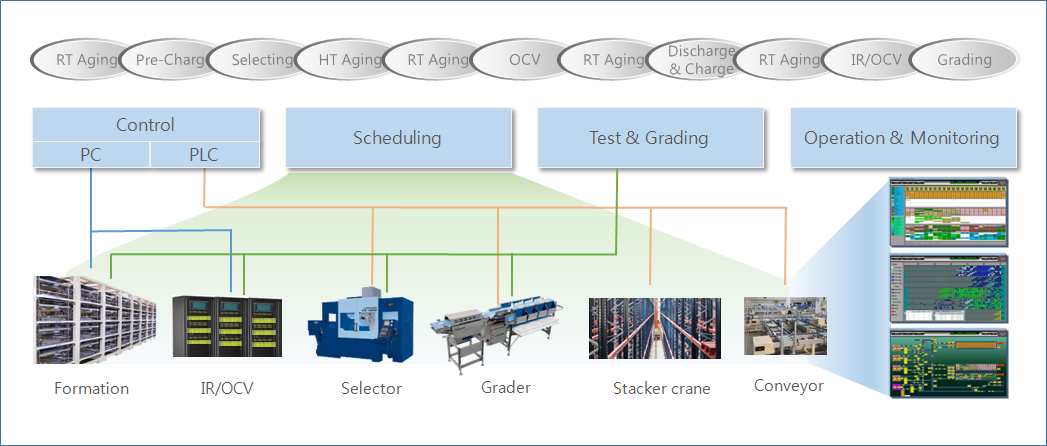 RT Aging Pre-Charg Selecting HT Aging RT Aging OCV RT Aging Discharge & Charge RT Aging IR/OCV Grading
Control Scheduling Test & Grading Operation & Monitoring
PC PLC
Formation IR/OCV Selector Grader Stacker crane Conveyor